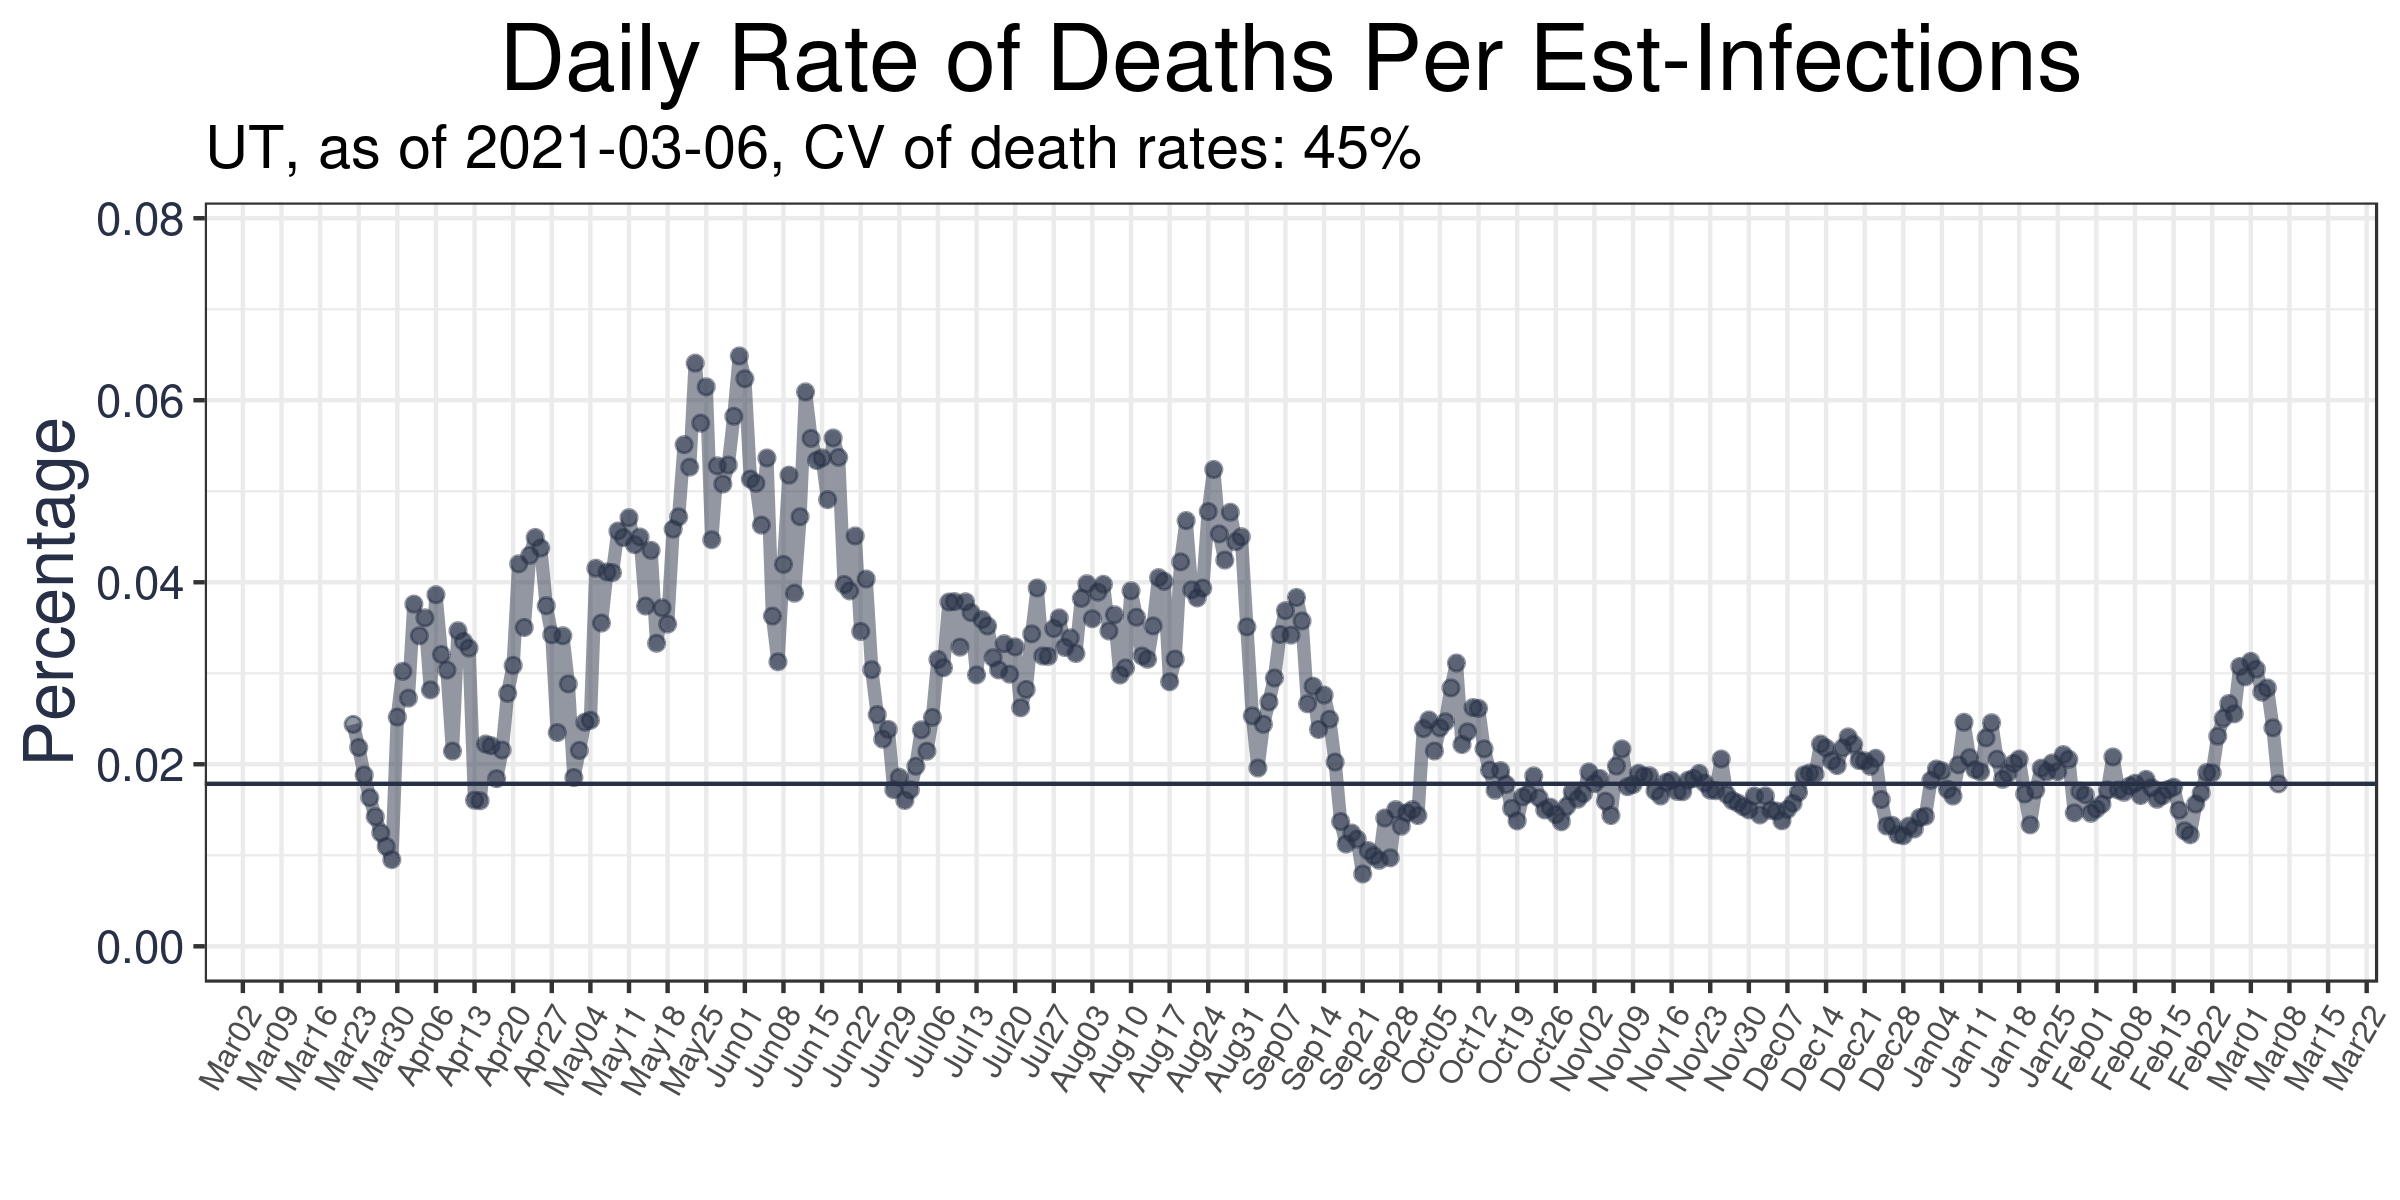 Daily Rate of Deaths Per Est-Infections
UT, as of 2021-03-06, CV of death rates: 45%
Percentage
0.08
0.06
0.04
0.02
0.00
Mar02
Mar09
Mar16
Mar23
Mar30
Apr06
Apr13
Apr20
Apr27
May04
May11
May18
May25
Jun01
Jun08
Jun15
Jun22
Jun29
Jul06
Jul13
Jul20
Jul27
Aug03
Aug10
Aug17
Aug24
Aug31
Sep07
Sep14
Sep21
Sep28
Oct05
Oct12
Oct19
Oct26
Nov02
Nov09
Nov16
Nov23
Nov30
Dec07
Dec14
Dec21
Dec28
Jan04
Jan11
Jan18
Jan25
Feb01
Feb08
Feb15
Feb22
Mar01
Mar08
Mar15
Mar22